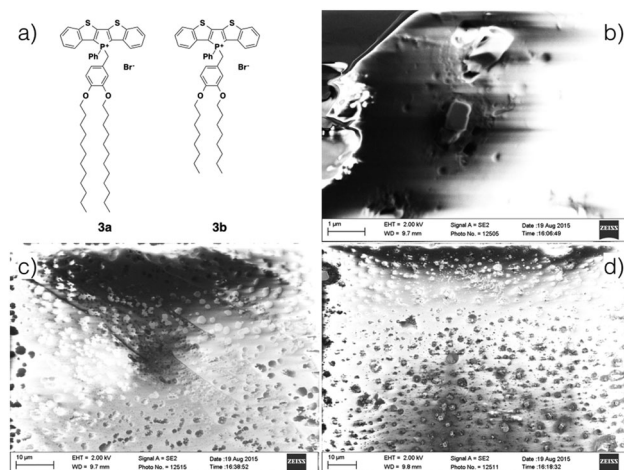 a)
S
S
P+
Ph
Br-
O
O
3a
S
S
P+
Ph
Br-
O
O
3b
b)
1 µm
EHT = 2.00 kV Signal A = SE2 Date :19 Aug 2015
WD = 9.7 mm Photo No. = 12505 Time :16:06:49
ZEISS
c)
10 µm
EHT = 2.00 kV Signal A = SE2 Date :19 Aug 2015
WD = 9.7 mm Photo No. = 12515 Time :16:38:52
ZEISS
d)
10 µm
EHT = 2.00 kV Signal A = SE2 Date :19 Aug 2015
WD = 9.8 mm Photo No. = 12511 Time :16:18:32
ZEISS